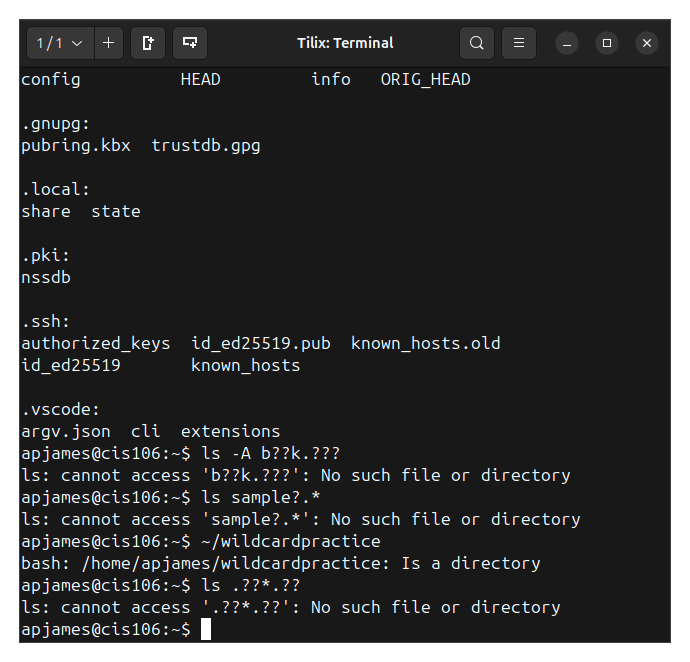 1 / 1
Tilix: Terminal
config          HEAD         info   ORIG_HEAD
.gnupg:
pubring.kbx  trustdb.gpg
.local:
share  state
.pki:
nssdb
.ssh:
authorized_keys  id_ed25519.pub  known_hosts.old
id_ed25519       known_hosts
.vscode:
argv.json  cli  extensions
apjames@cis106:~$ ls -A b??k.???
ls: cannot access 'b??k.???': No such file or directory
apjames@cis106:~$ ls sample?.*
ls: cannot access 'sample?.*': No such file or directory
apjames@cis106:~$ ~/wildcardpractice
bash: /home/apjames/wildcardpractice: Is a directory
apjames@cis106:~$ ls .??*.??
ls: cannot access '.??*.??': No such file or directory
apjames@cis106:~$